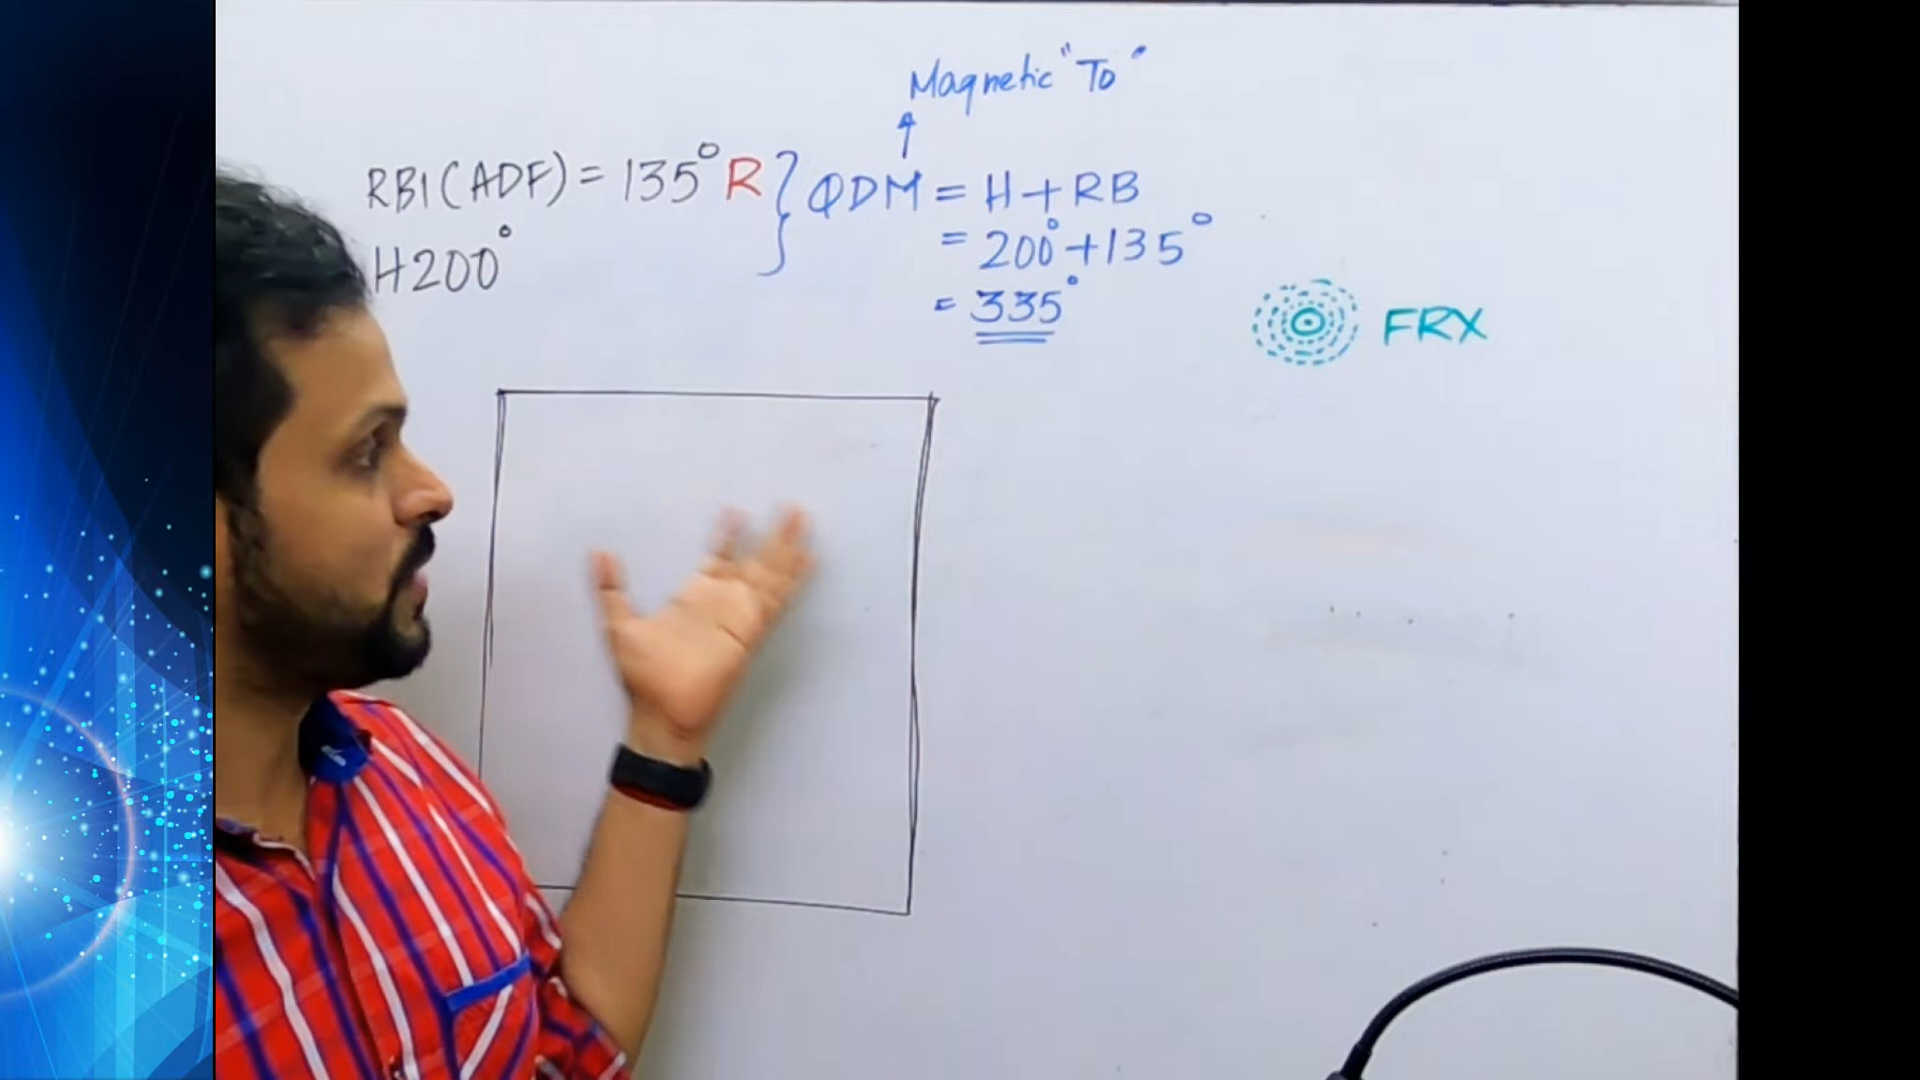 Magnetic "To"
RBI(ADF) = 135° R } QDM = H+RB
H200°
= 200°+135°
= 335°
FRX